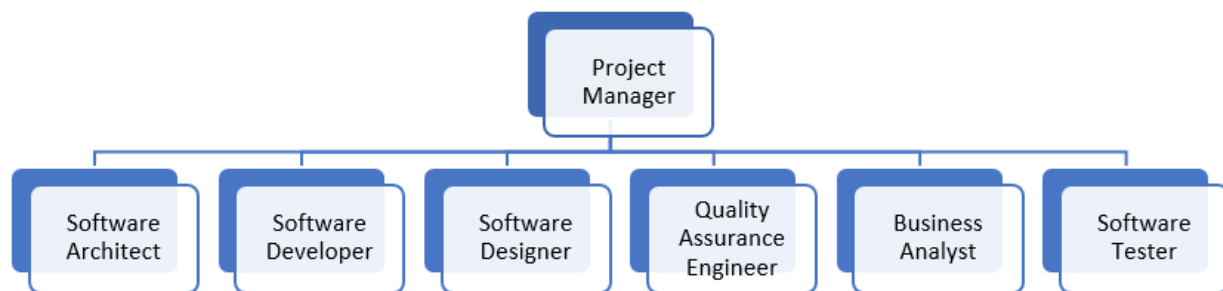 Project
Manager
Software
Architect
Software
Developer
Software
Designer
Quality
Assurance
Engineer
Business
Analyst
Software
Tester